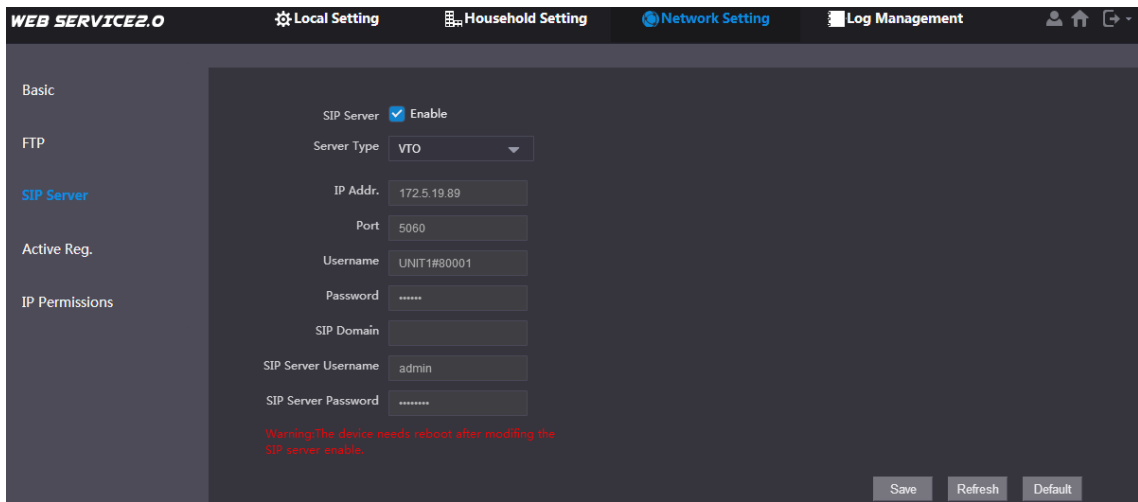 WEB SERVICE2.0
Local Setting
Household Setting
Network Setting
Log Management
Basic
FTP
SIP Server
Active Reg.
IP Permissions
SIP Server Enable
Server Type VTO
IP Addr. 172.5.19.89
Port 5060
Username UNIT1#80001
Password ••••••
SIP Domain
SIP Server Username admin
SIP Server Password ••••••••
Warning:The device needs reboot after modifing the
SIP server enable.
Save Refresh Default